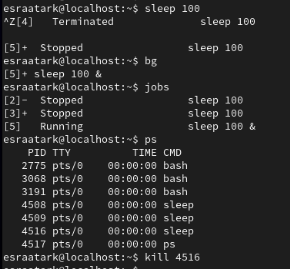 esraatark@localhost:~$ sleep 100
^Z[4]   Terminated              sleep 100

[5]+  Stopped                 sleep 100
esraatark@localhost:~$ bg
[5]+ sleep 100 &
esraatark@localhost:~$ jobs
[2]-  Stopped                 sleep 100
[3]+  Stopped                 sleep 100
[5]   Running                 sleep 100 &
esraatark@localhost:~$ ps
    PID TTY          TIME CMD
   2775 pts/0    00:00:00 bash
   3068 pts/0    00:00:00 bash
   3191 pts/0    00:00:00 bash
   4508 pts/0    00:00:00 sleep
   4509 pts/0    00:00:00 sleep
   4516 pts/0    00:00:00 sleep
   4517 pts/0    00:00:00 ps
esraatark@localhost:~$ kill 4516